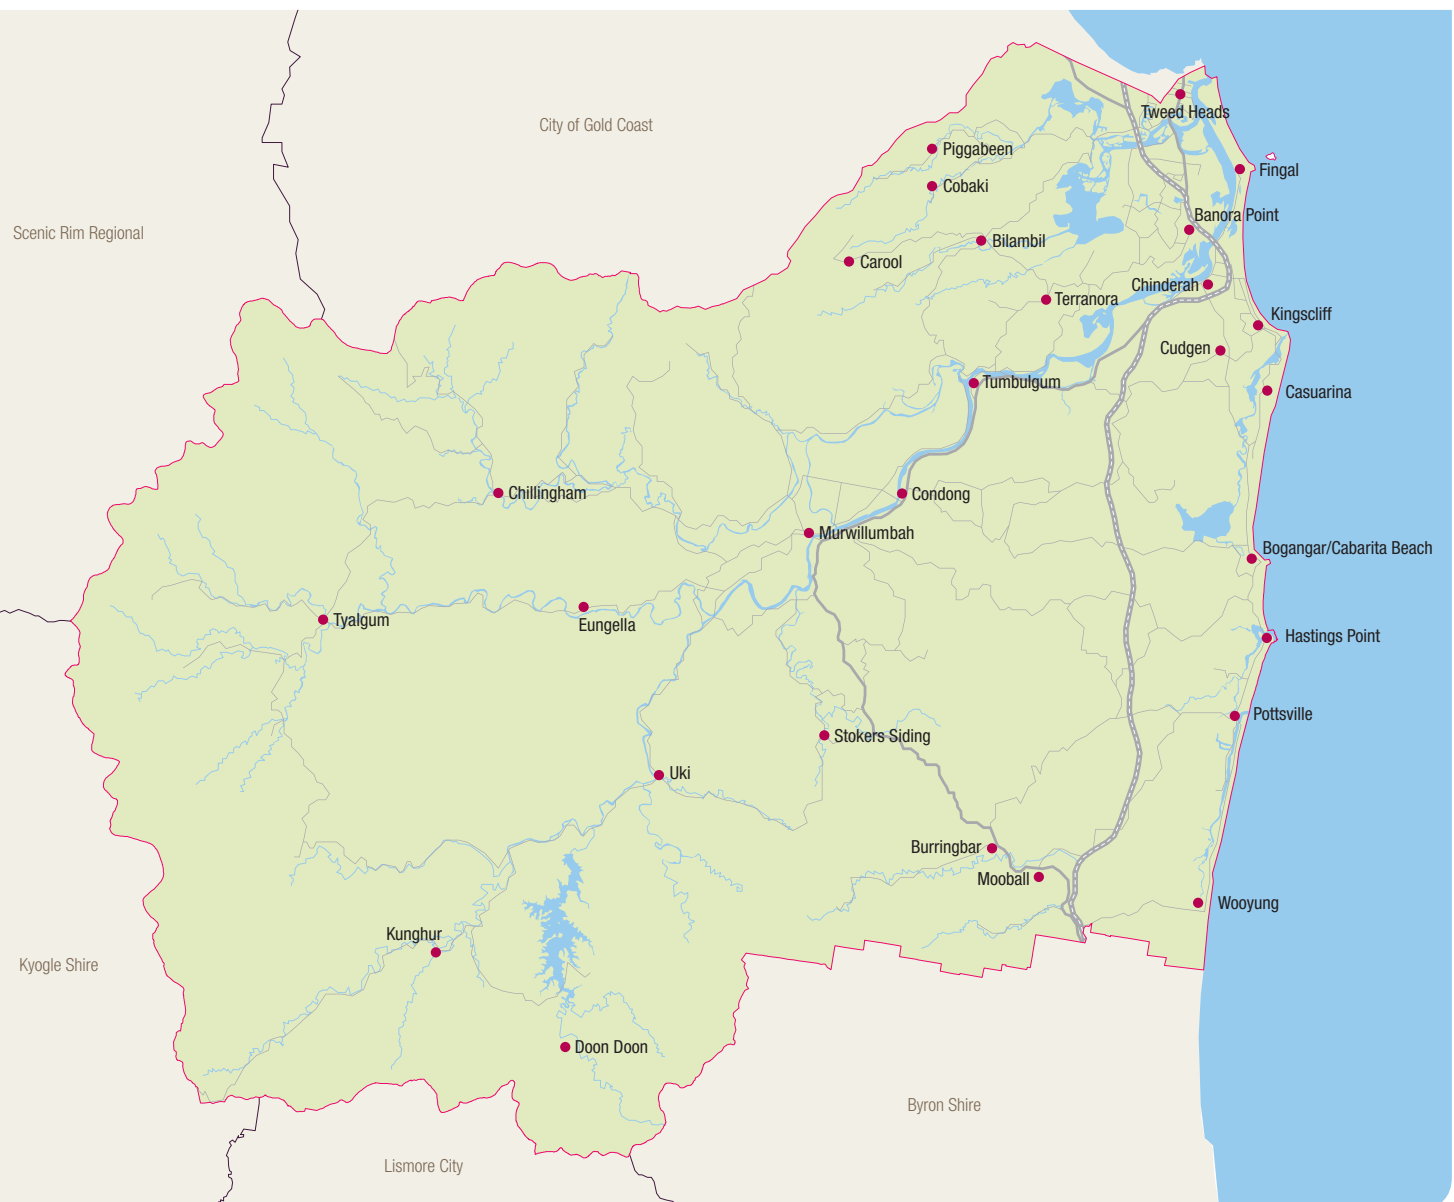 Tweed Heads
City of Gold Coast
Piggabeen
Fingal
Cobaki
Banora Point
Scenic Rim Regional
Bilambil
Carool
Chinderah
Terranora
Kingscliff
Cudgen
Tumbulgum
Casuarina
Chillingham
Condong
Murwillumbah
Bogangar/Cabarita Beach
Tyalgum
Eungella
Hastings Point
Pottsville
Stokers Siding
Uki
Burringbar
Mooball
Wooyung
Kunghur
Kyogle Shire
Doon Doon
Byron Shire
Lismore City